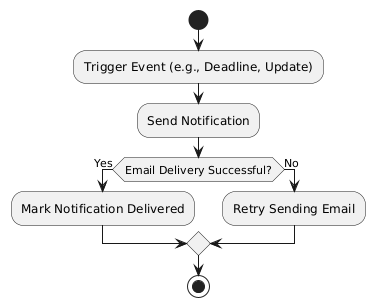 Trigger Event (e.g., Deadline, Update)
Send Notification
Yes
Email Delivery Successful?
No
Mark Notification Delivered
Retry Sending Email